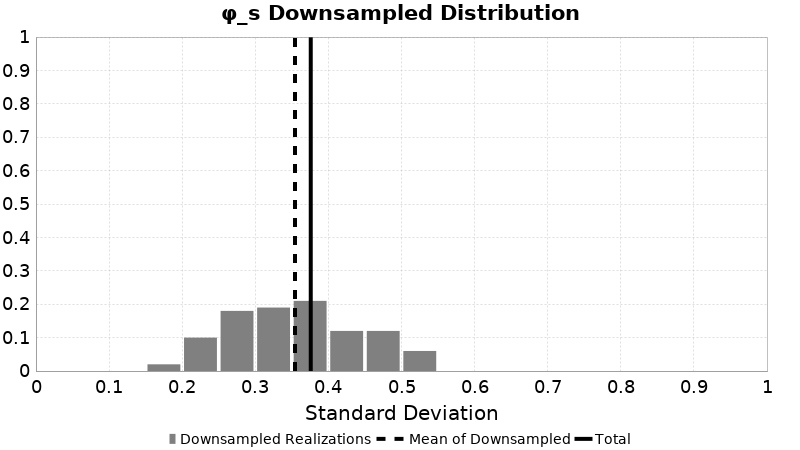 φ_s Downsampled Distribution
1
0.9
0.8
0.7
0.6
0.5
0.4
0.3
0.2
0.1
0
0 0.1 0.2 0.3 0.4 0.5 0.6 0.7 0.8 0.9 1
Standard Deviation
Downsampled Realizations Mean of Downsampled Total